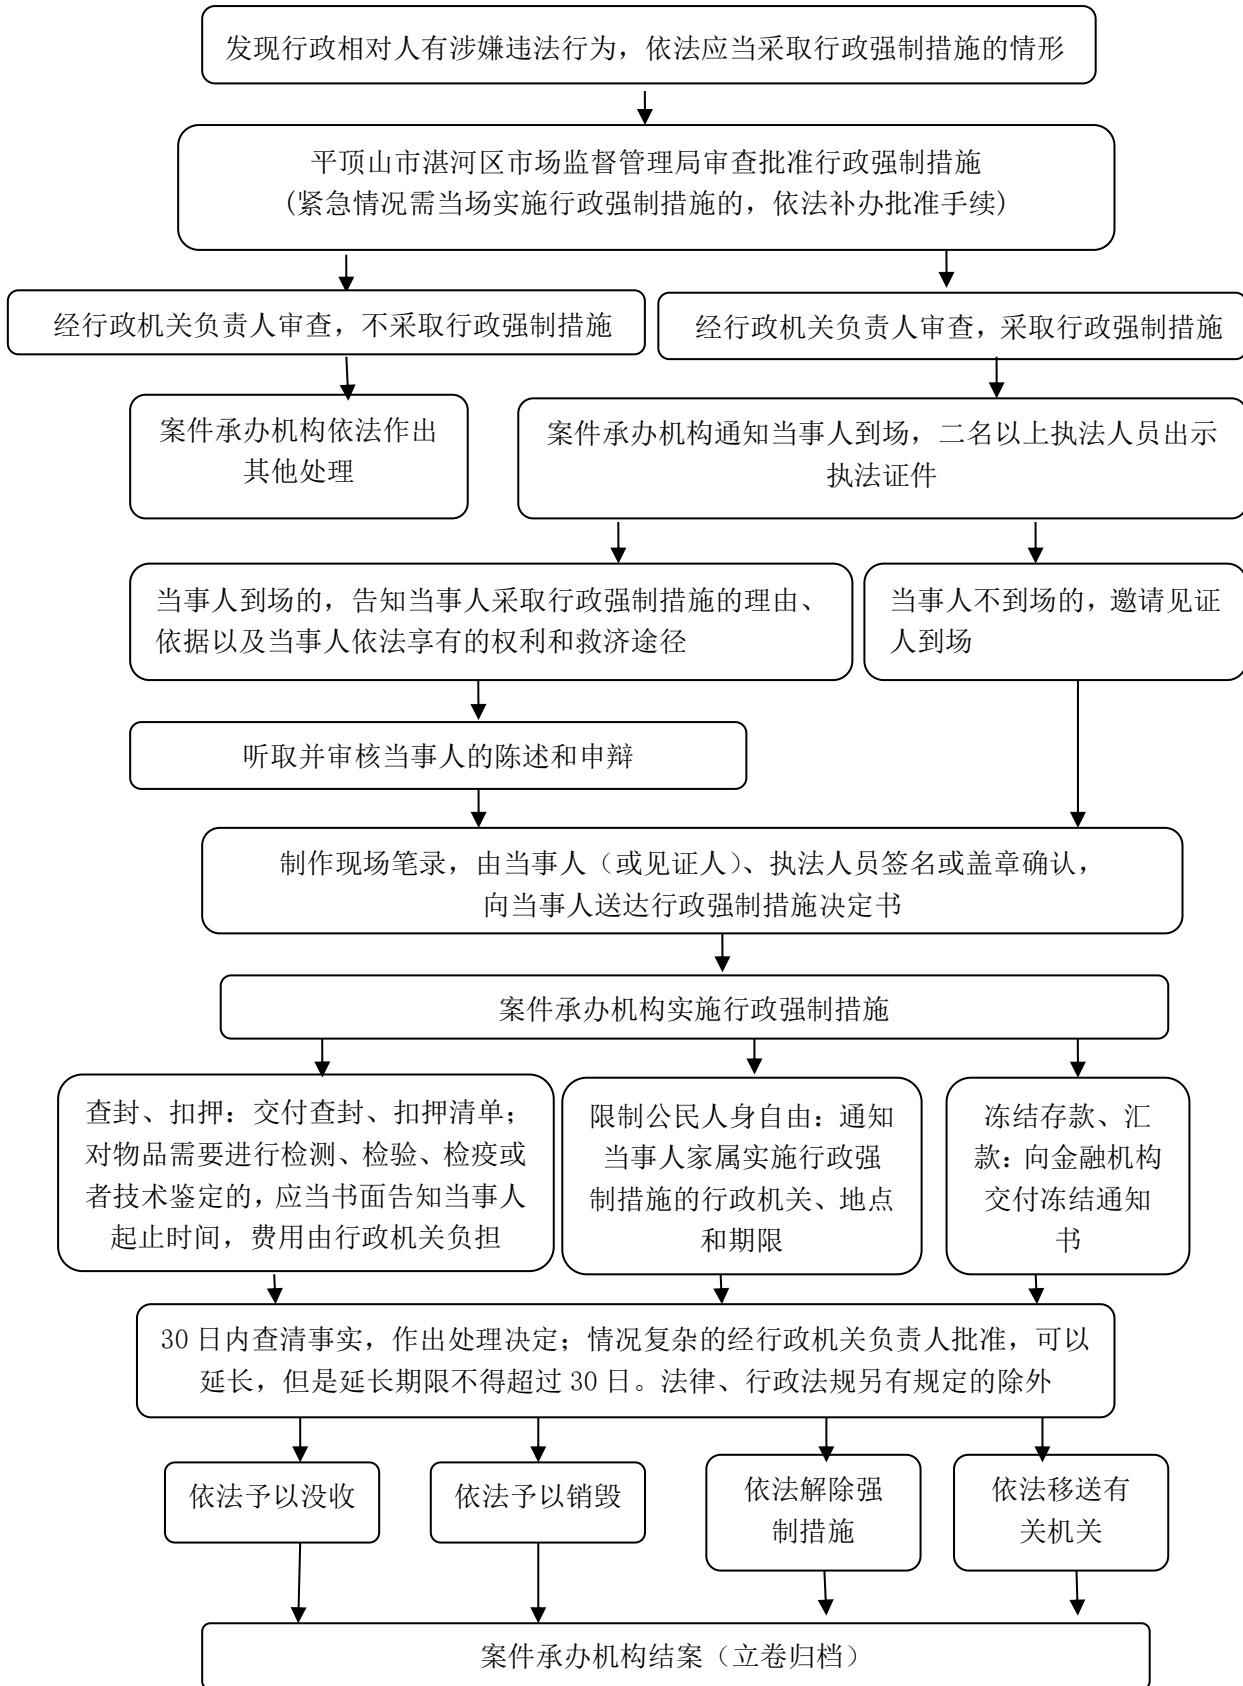 发现行政相对人有涉嫌违法行为，依法应当采取行政强制措施的情形
平顶山市湛河区市场监督管理局审查批准行政强制措施
(紧急情况需当场实施行政强制措施的，依法补办批准手续)
经行政机关负责人审查，不采取行政强制措施
经行政机关负责人审查，采取行政强制措施
案件承办机构依法作出
其他处理
案件承办机构通知当事人到场，二名以上执法人员出示
执法证件
当事人到场的，告知当事人采取行政强制措施的理由、
依据以及当事人依法享有的权利和救济途径
当事人不到场的，邀请见证
人到场
听取并审核当事人的陈述和申辩
制作现场笔录，由当事人（或见证人）、执法人员签名或盖章确认，
向当事人送达行政强制措施决定书
案件承办机构实施行政强制措施
查封、扣押：交付查封、扣押清单；
对物品需要进行检测、检验、检疫或
者技术鉴定的，应当书面告知当事人
起止时间，费用由行政机关负担
限制公民人身自由：通知
当事人家属实施行政强
制措施的行政机关、地点
和期限
冻结存款、汇
款：向金融机构
交付冻结通知
书
30日内查清事实，作出处理决定；情况复杂的经行政机关负责人批准，可以
延长，但是延长期限不得超过30日。法律、行政法规另有规定的除外
依法予以没收
依法予以销毁
依法解除强
制措施
依法移送有
关机关
案件承办机构结案（立卷归档）